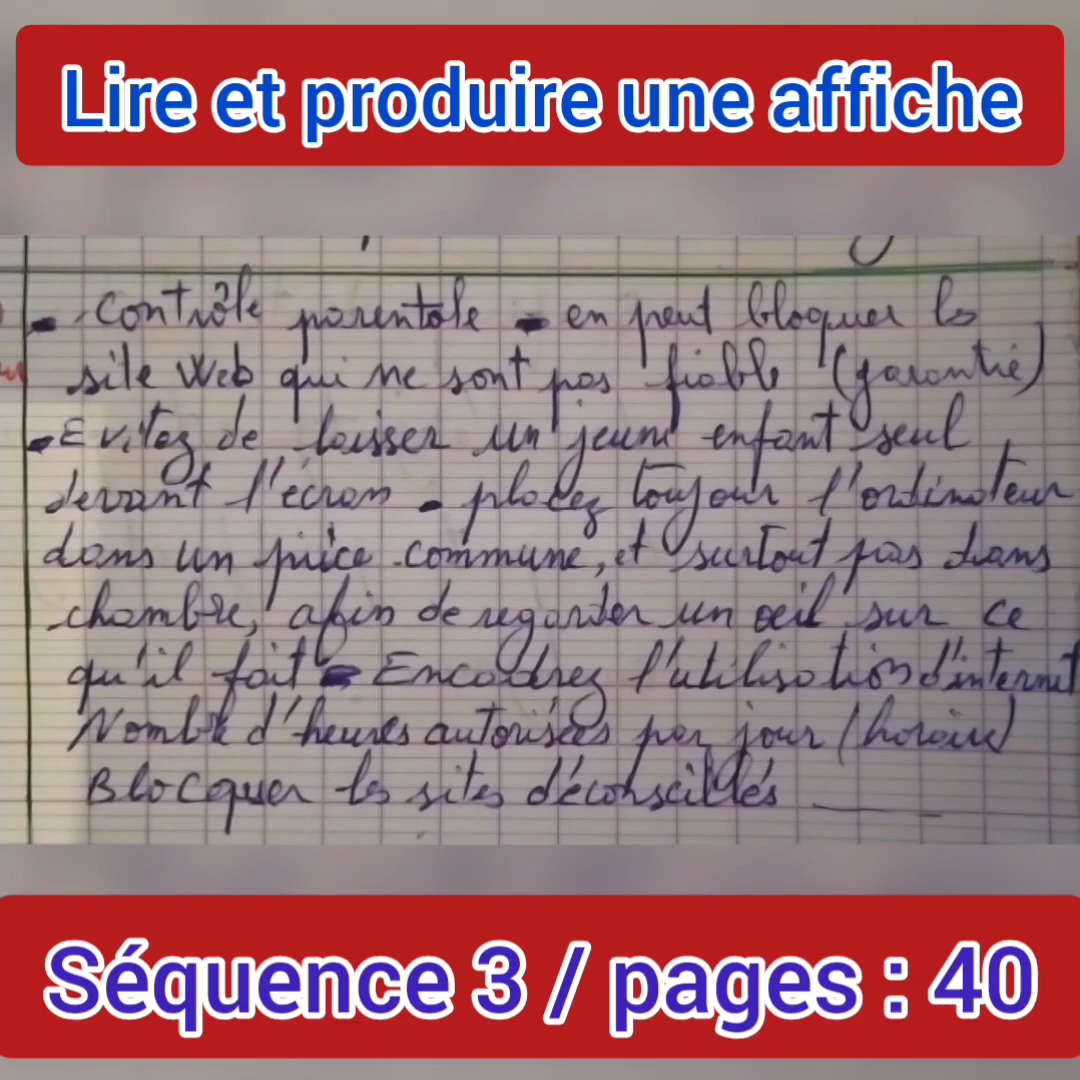 Lire et produire une affiche
- contrôle parentale - en peut bloquer les
site Web qui ne sont pas fiable (garantie)
- Evitez de laisser un jeune enfant seul
devant l'écran - placez toujour l'ordinateur
dans un pièce commune, et surtout pas dans
chambre, afin de regarder un oeil sur ce
qu'il fait - Encadrez l'utilisation d'internet
Nombre d'heures autorisées par jour (horaire)
Blocquer les sites déconseillés
Séquence 3 / pages : 40